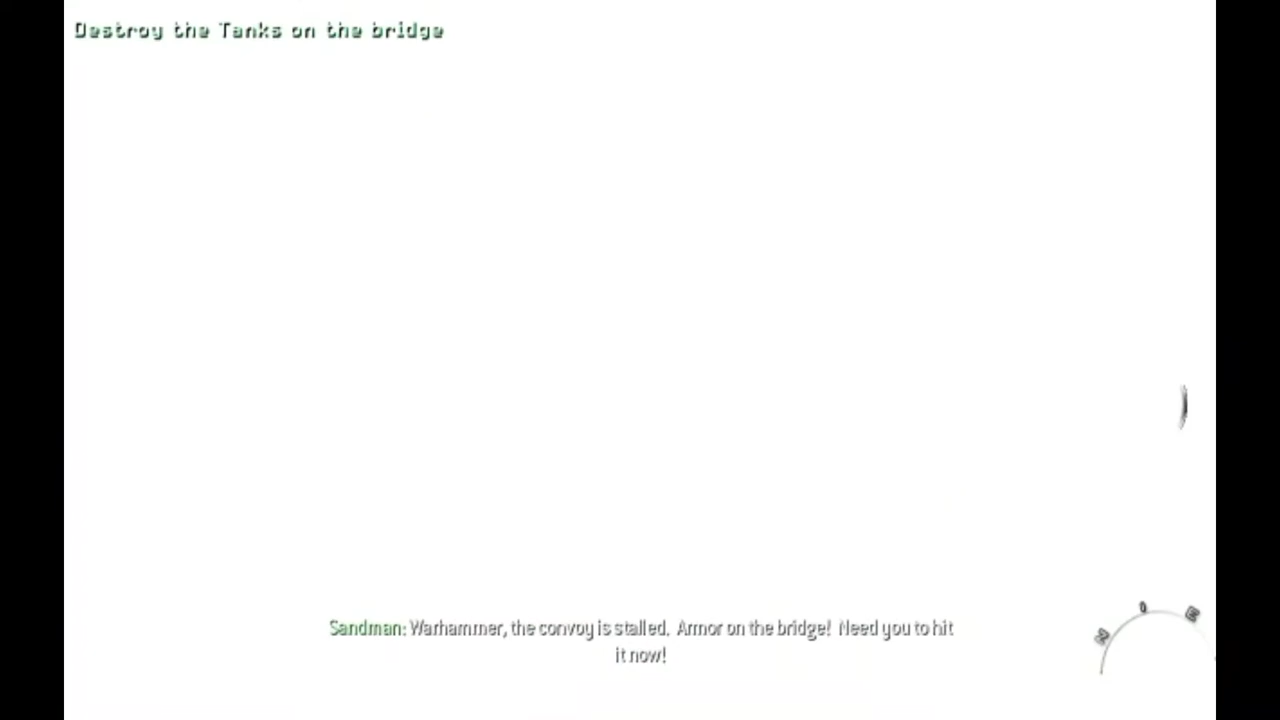 Destroy the Tanks on the bridge
Sandman: Warhammer, the convoy is stalled. Armor on the bridge! Need you to hit
it now!
N
0
E